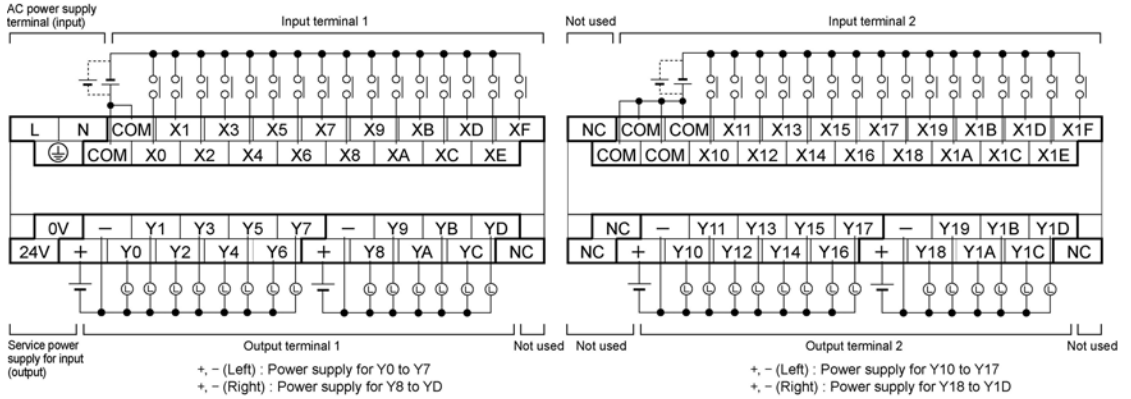 AC power supply
terminal (input)
Input terminal 1
L N COM X1 X3 X5 X7 X9 XB XD XF
COM X0 X2 X4 X6 X8 XA XC XE
0V − Y1 Y3 Y5 Y7 − Y9 YB YD
24V + Y0 Y2 Y4 Y6 + Y8 YA YC NC
L L L L L L L L L L L L L L
Service power
supply for input
(output)
Output terminal 1
Not used
+, − (Left) : Power supply for Y0 to Y7
+, − (Right) : Power supply for Y8 to YD
Not used
Input terminal 2
NC COM COM X11 X13 X15 X17 X19 X1B X1D X1F
COM COM X10 X12 X14 X16 X18 X1A X1C X1E
NC − Y11 Y13 Y15 Y17 − Y19 Y1B Y1D
NC + Y10 Y12 Y14 Y16 + Y18 Y1A Y1C NC
L L L L L L L L L L L L L L
Not used
Output terminal 2
Not used
+, − (Left) : Power supply for Y10 to Y17
+, − (Right) : Power supply for Y18 to Y1D